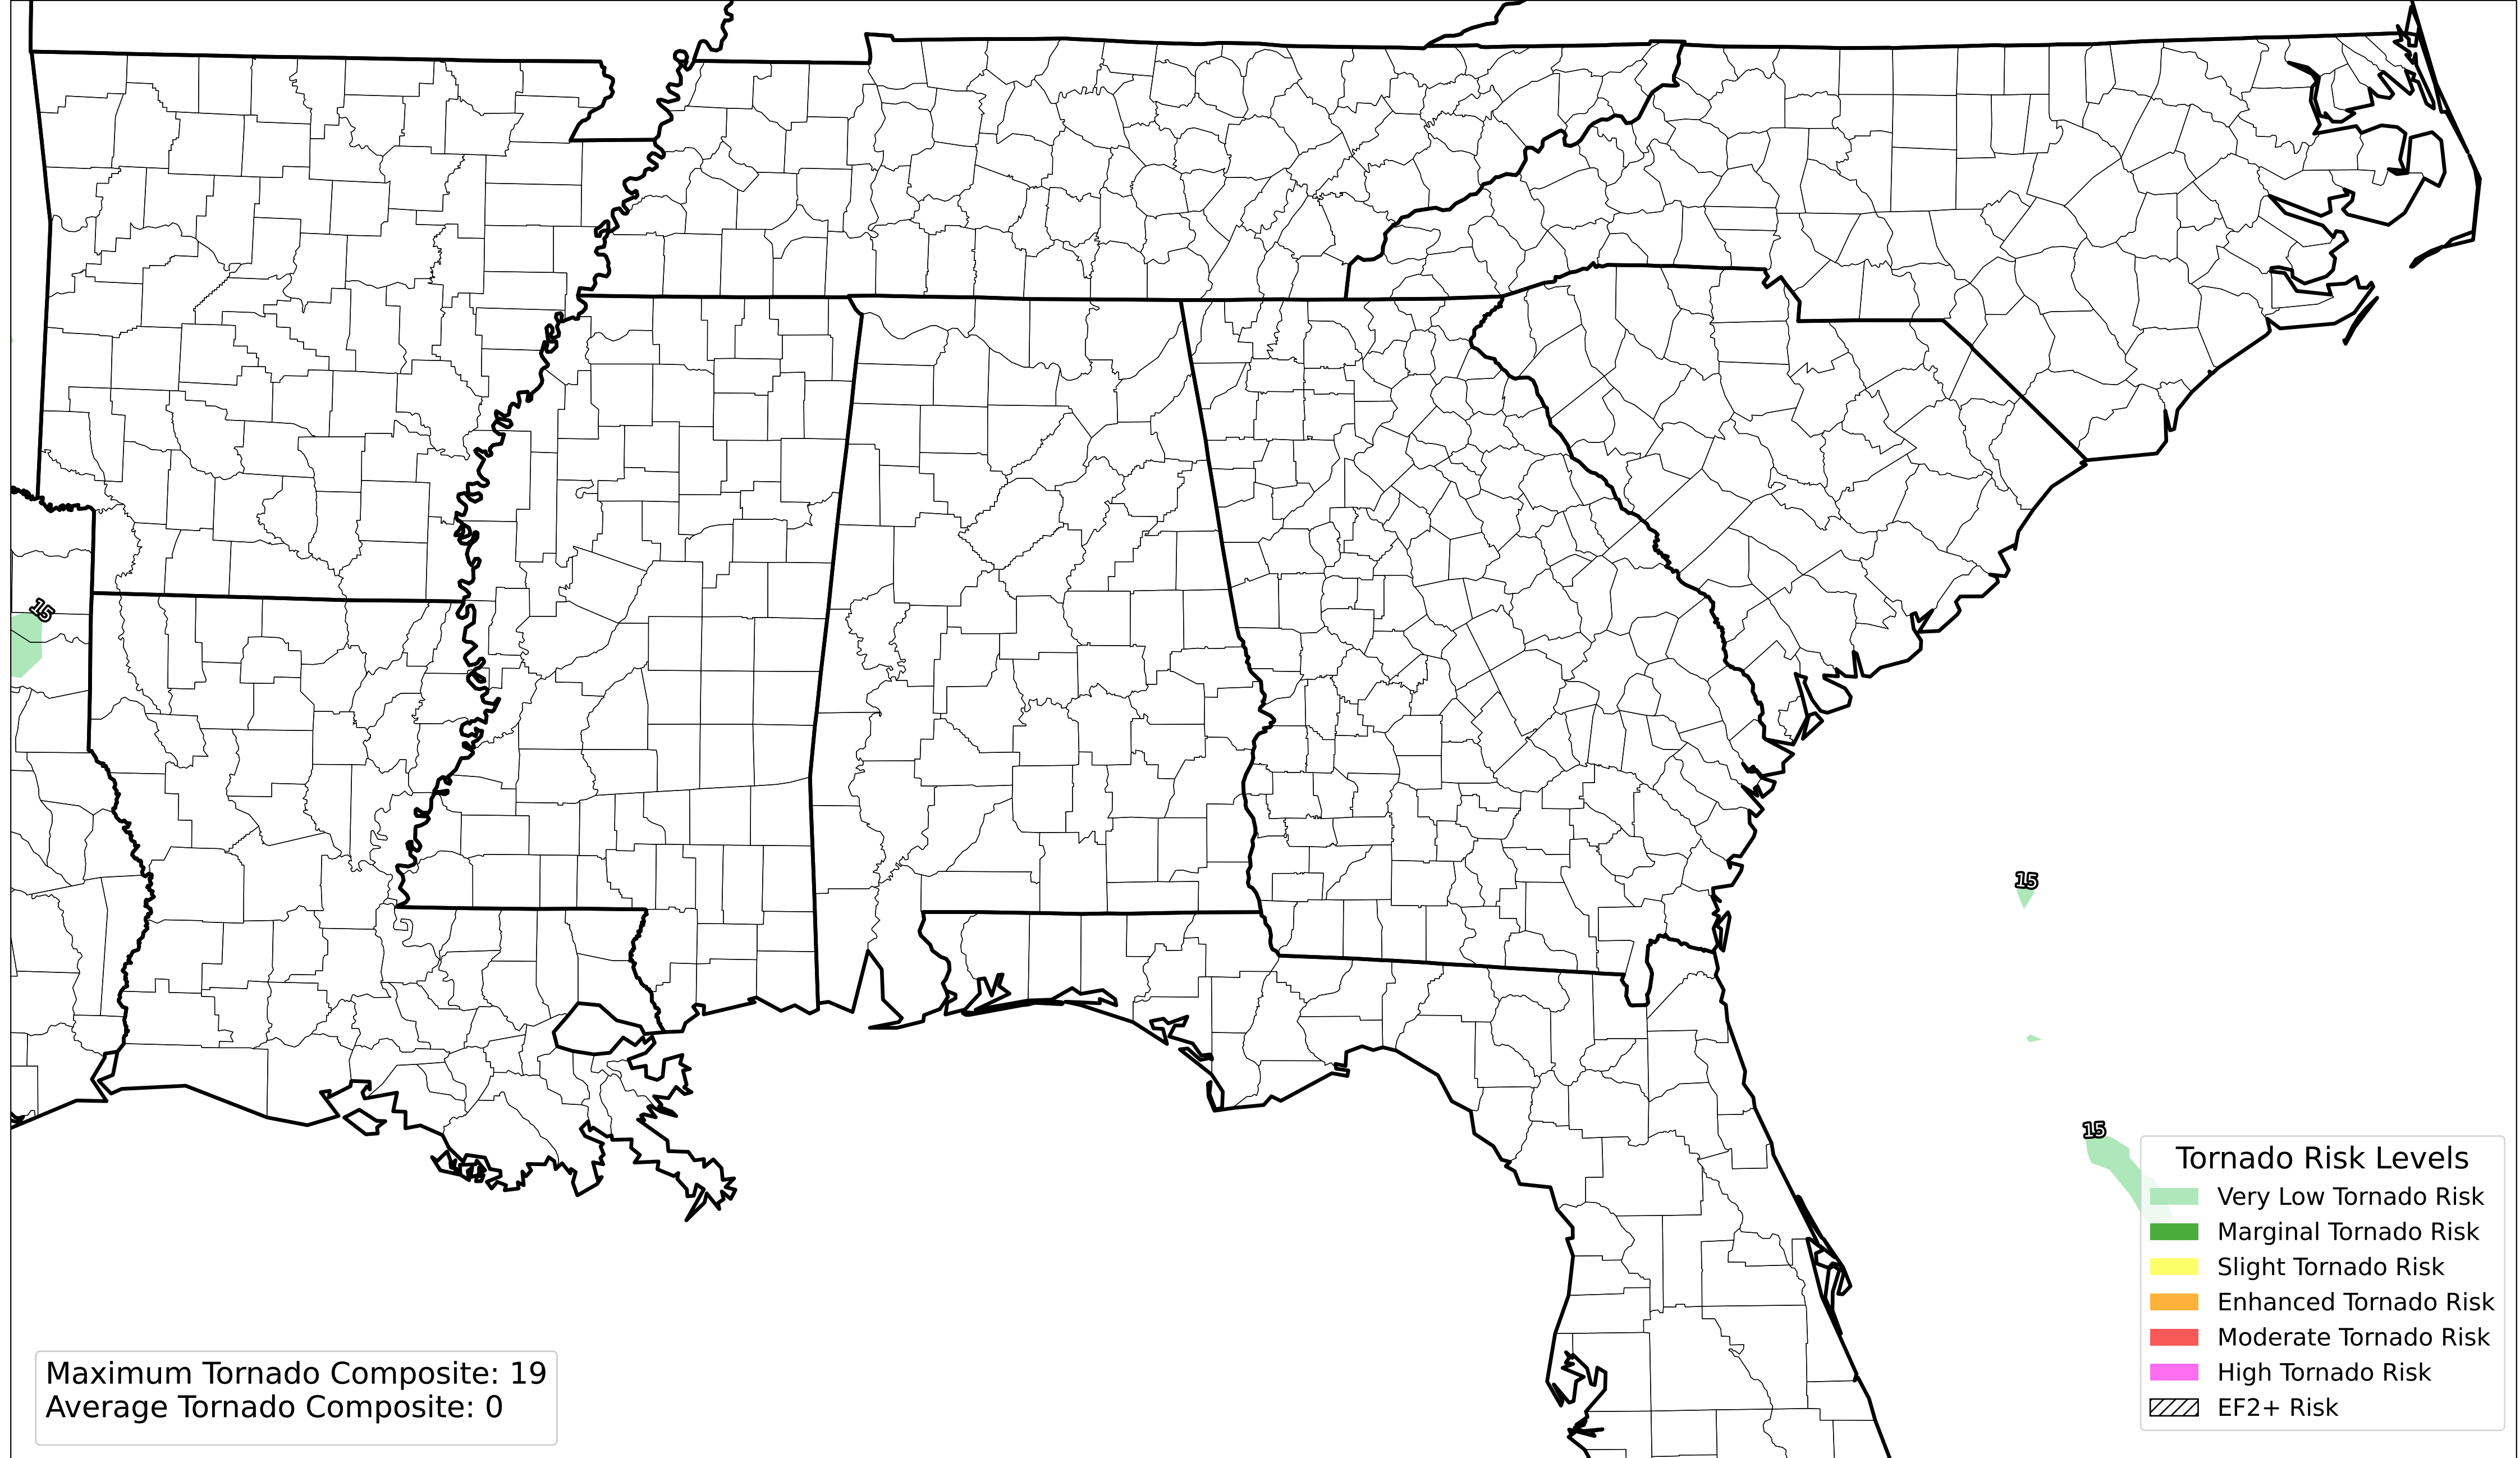 15
15
15
Tornado Risk Levels
Very Low Tornado Risk
Marginal Tornado Risk
Slight Tornado Risk
Enhanced Tornado Risk
Moderate Tornado Risk
High Tornado Risk
EF2+ Risk
Maximum Tornado Composite: 19
Average Tornado Composite: 0